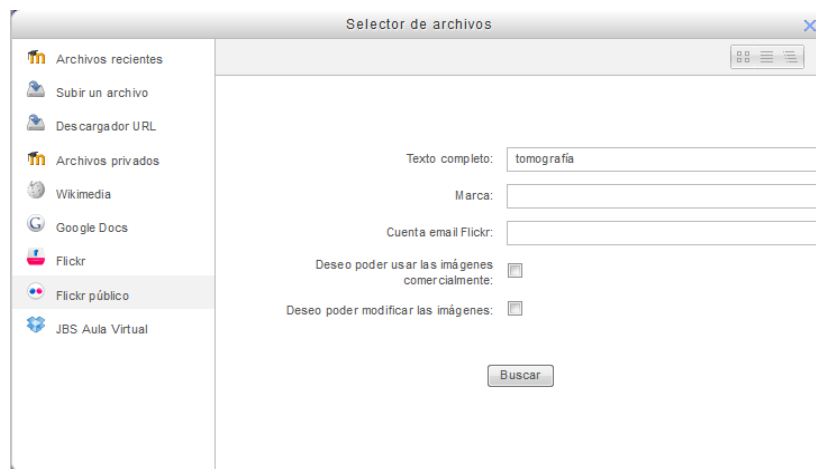 Selector de archivos
Archivos recientes
Subir un archivo
Descargador URL
Archivos privados
Wikimedia
Google Docs
Flickr
Flickr público
JBS Aula Virtual
Texto completo: tomografía
Marca:
Cuenta email Flickr:
Deseo poder usar las imágenes
comercialmente:
Deseo poder modificar las imágenes:
Buscar